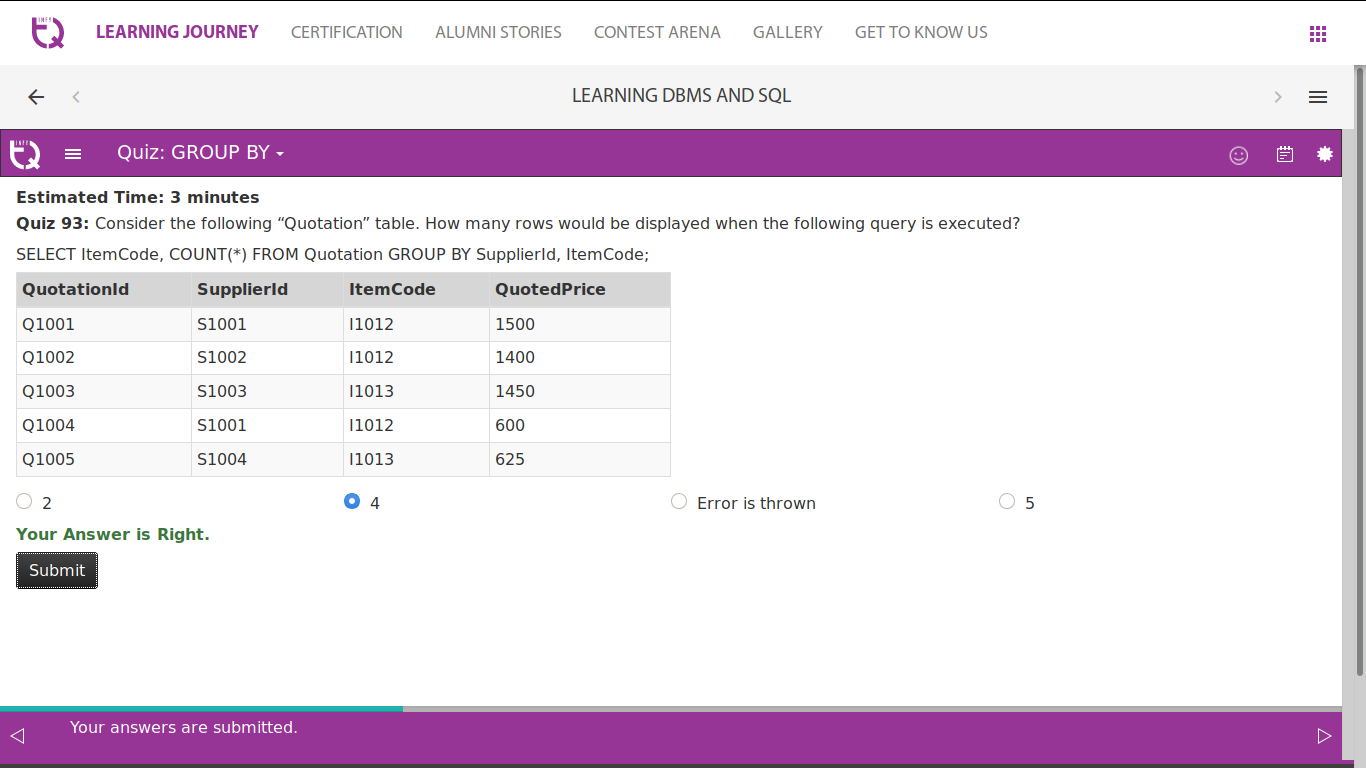 INFY
TQ
LEARNING JOURNEY CERTIFICATION ALUMNI STORIES CONTEST ARENA GALLERY GET TO KNOW US
LEARNING DBMS AND SQL
INFY
TQ
Quiz: GROUP BY
Estimated Time: 3 minutes
Quiz 93: Consider the following “Quotation” table. How many rows would be displayed when the following query is executed?
SELECT ItemCode, COUNT(*) FROM Quotation GROUP BY SupplierId, ItemCode;
QuotationId SupplierId ItemCode QuotedPrice
Q1001 S1001 I1012 1500
Q1002 S1002 I1012 1400
Q1003 S1003 I1013 1450
Q1004 S1001 I1012 600
Q1005 S1004 I1013 625
2 4 Error is thrown 5
Your Answer is Right.
Submit
Your answers are submitted.